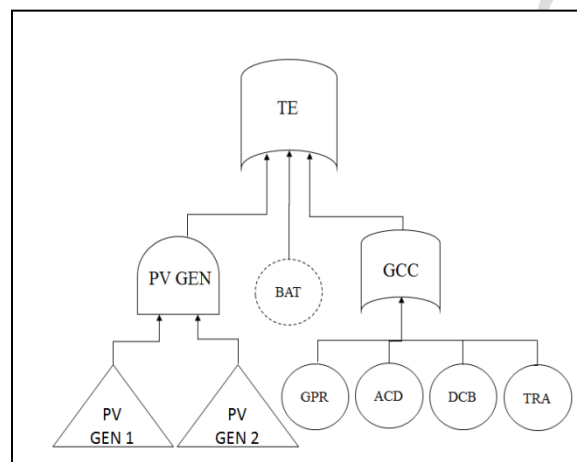 TE
PV GEN
BAT
GCC
PV
GEN 1
PV
GEN 2
GPR
ACD
DCB
TRA